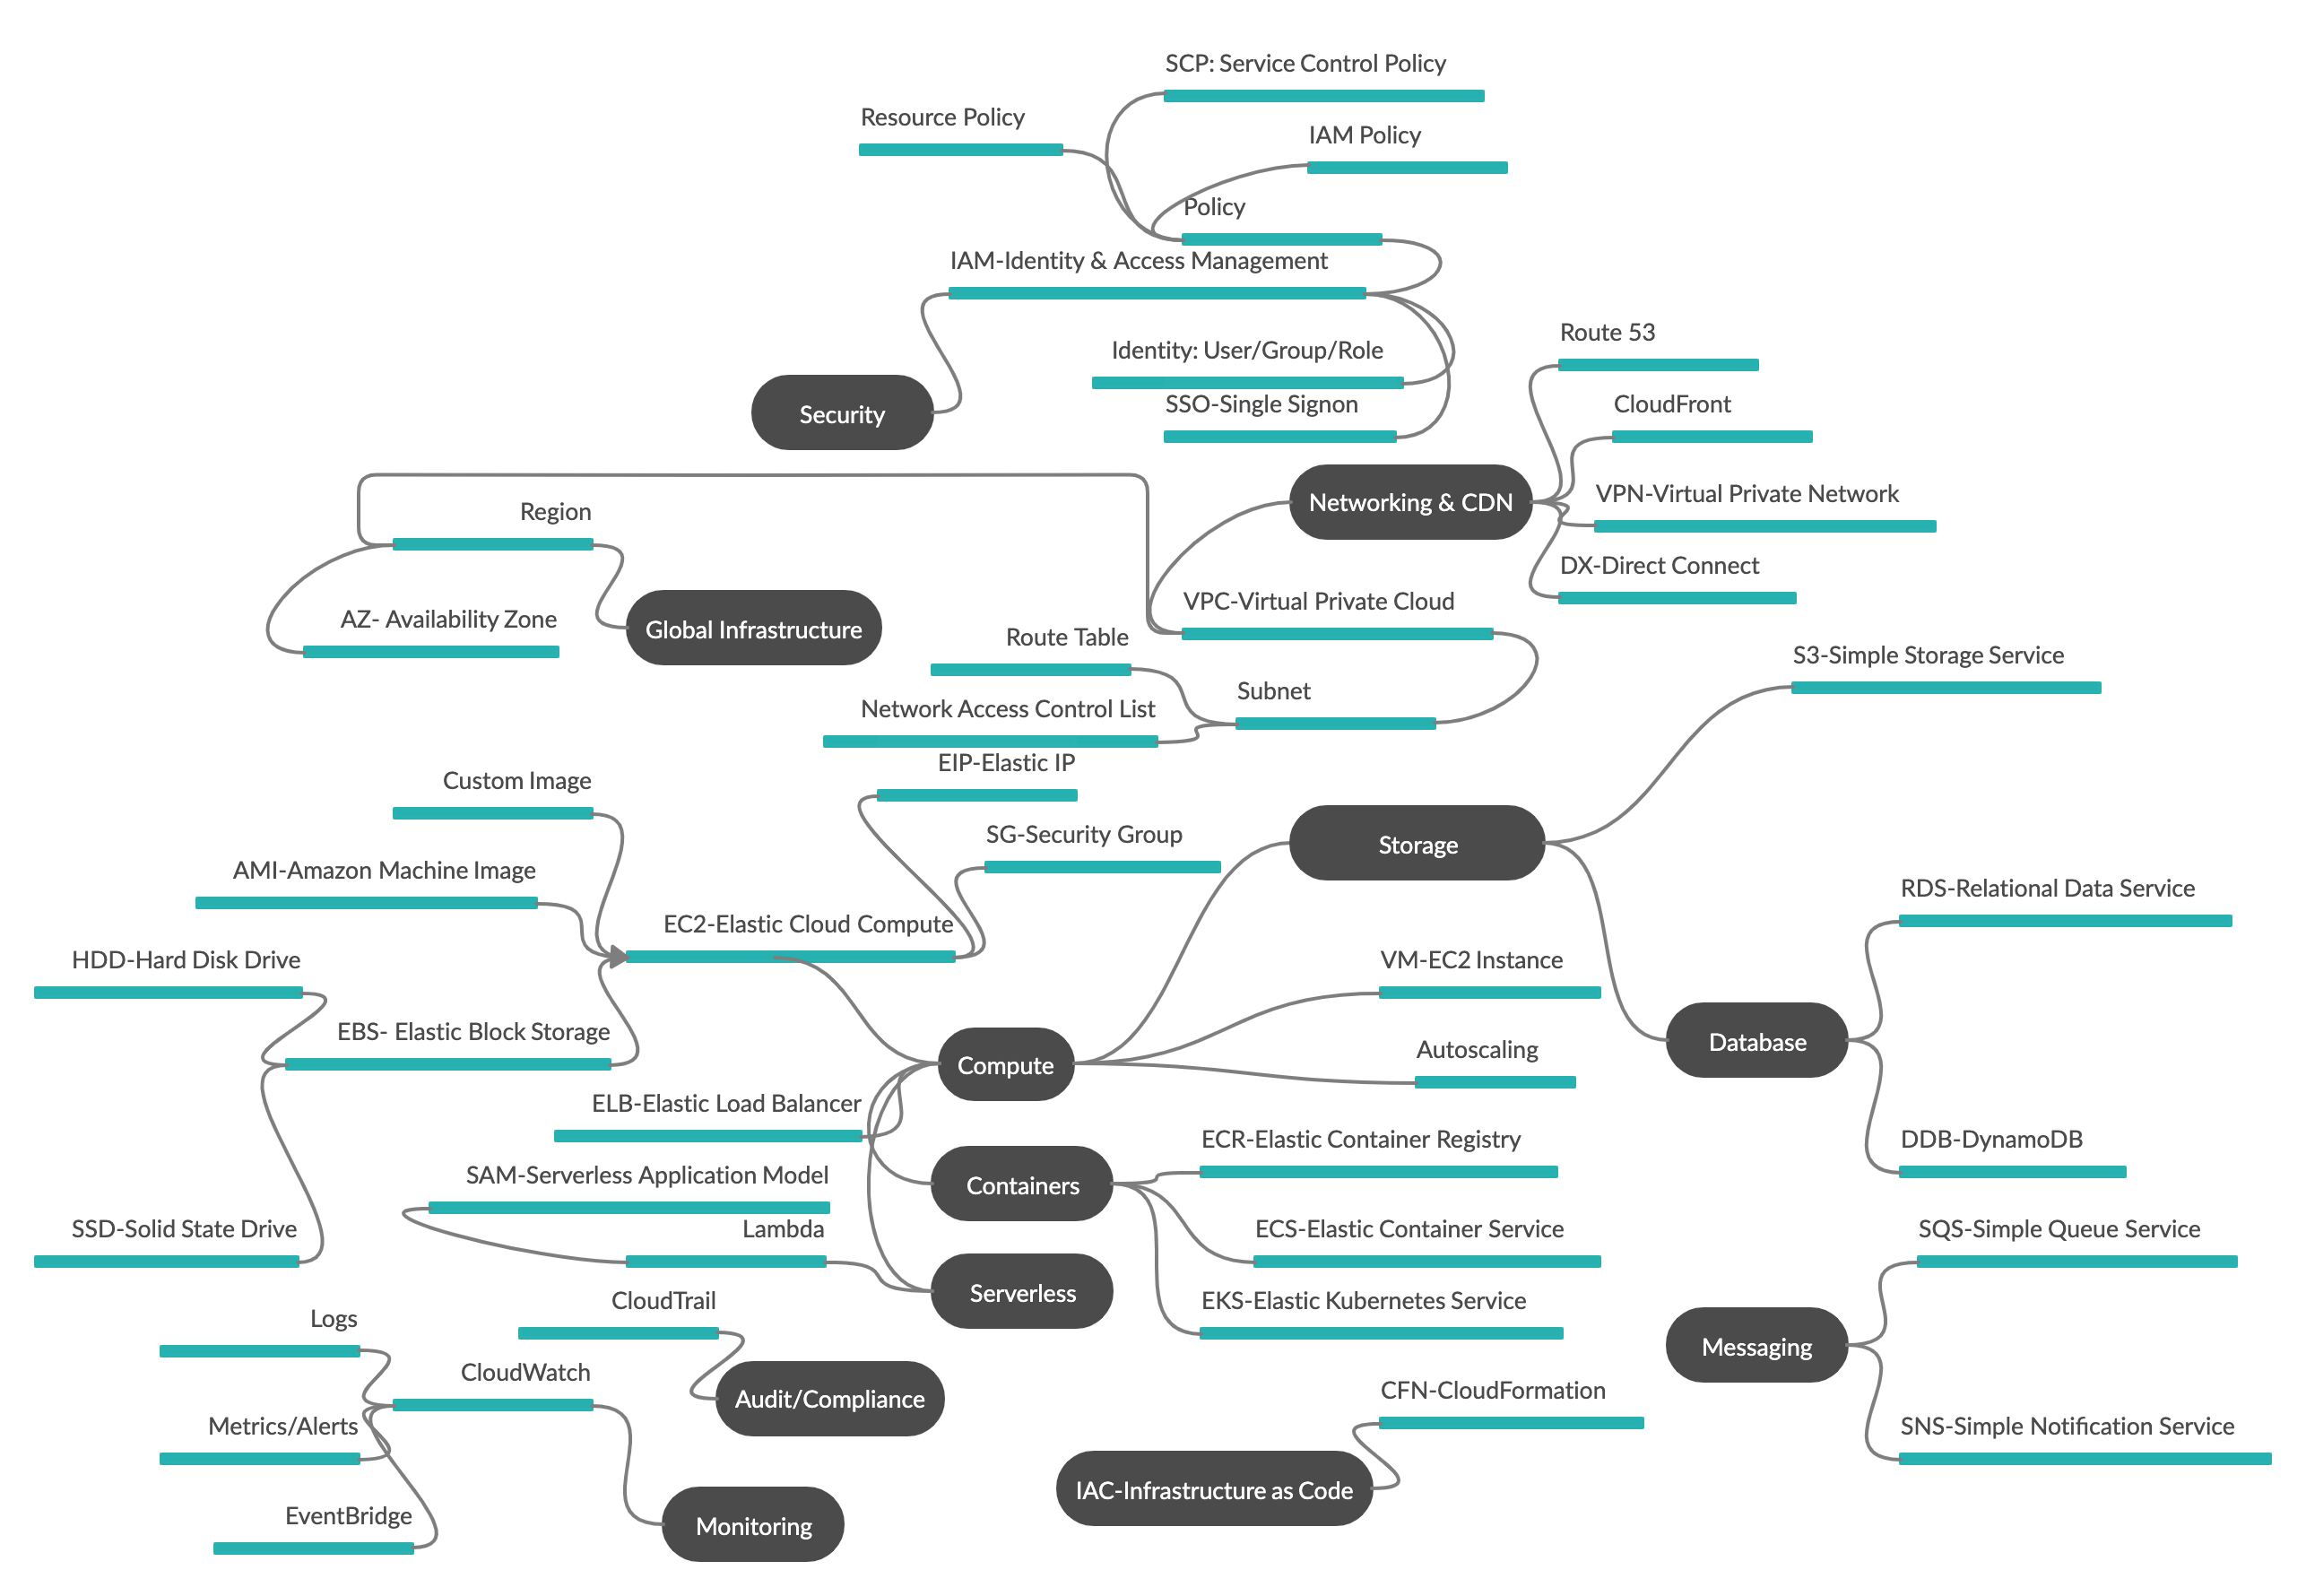 SCP: Service Control Policy
Resource Policy
IAM Policy
Policy
IAM-Identity & Access Management
Route 53
Identity: User/Group/Role
SSO-Single Signon
CloudFront
Security
Networking & CDN
VPN-Virtual Private Network
Region
DX-Direct Connect
VPC-Virtual Private Cloud
AZ- Availability Zone
Global Infrastructure
Route Table
S3-Simple Storage Service
Subnet
Network Access Control List
EIP-Elastic IP
Custom Image
SG-Security Group
Storage
AMI-Amazon Machine Image
RDS-Relational Data Service
EC2-Elastic Cloud Compute
HDD-Hard Disk Drive
VM-EC2 Instance
EBS- Elastic Block Storage
Database
Autoscaling
Compute
ELB-Elastic Load Balancer
ECR-Elastic Container Registry
DDB-DynamoDB
SAM-Serverless Application Model
Containers
SSD-Solid State Drive
Lambda
ECS-Elastic Container Service
SQS-Simple Queue Service
Serverless
CloudTrail
EKS-Elastic Kubernetes Service
Logs
Messaging
CloudWatch
Audit/Compliance
CFN-CloudFormation
Metrics/Alerts
SNS-Simple Notification Service
IAC-Infrastructure as Code
EventBridge
Monitoring